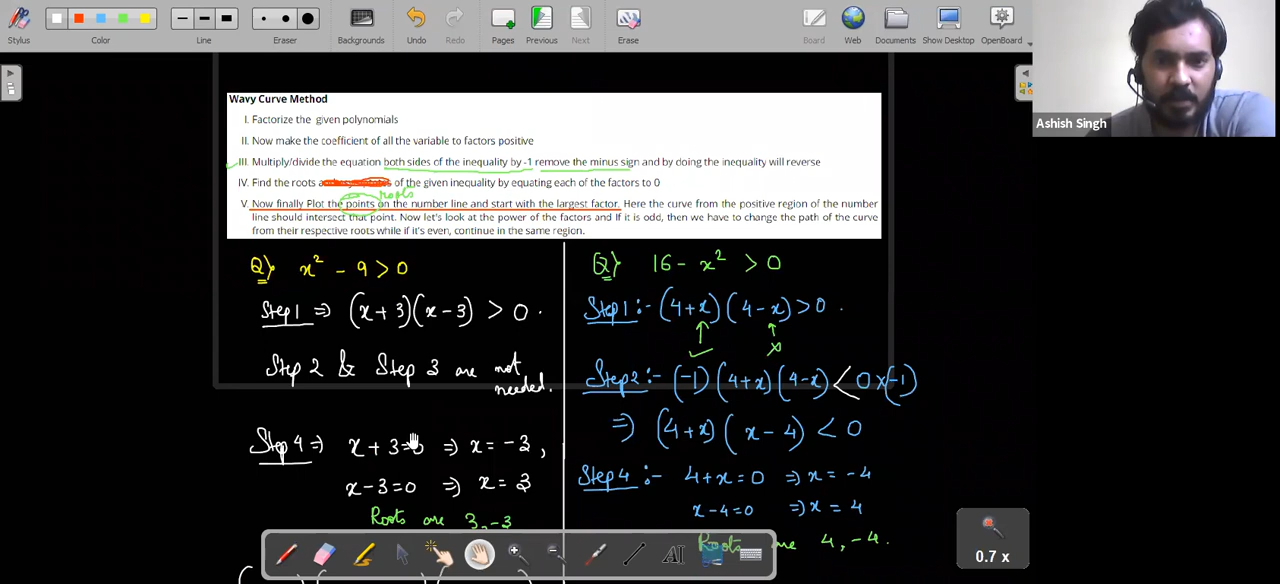 Stylus
Color
Line
Eraser
Backgrounds
Undo
Redo
Pages
Previous
Next
Erase
Board
Web
Documents
Show Desktop
OpenBoard
Ashish Singh
Wavy Curve Method
I. Factorize the given polynomials
II. Now make the coefficient of all the variable to factors positive
III. Multiply/divide the equation both sides of the inequality by -1 remove the minus sign and by doing the inequality will reverse
IV. Find the roots of the given inequality by equating each of the factors to 0
roots
V. Now finally Plot the points on the number line and start with the largest factor. Here the curve from the positive region of the number
line should intersect that point. Now let's look at the power of the factors and If it is odd, then we have to change the path of the curve
from their respective roots while if it's even, continue in the same region.
Q) x² - 9 > 0
Step 1 ⇒ (x + 3)(x - 3) > 0.
Step 2 & Step 3 are not
needed.
Step 4 ⇒ x + 3 = 0 ⇒ x = -3,
x - 3 = 0 ⇒ x = 3
Roots are 3, -3
Q) 16 - x² > 0
Step 1 :- (4 + x)(4 - x) > 0.
Step 2 :- (-1)(4 + x)(4 - x) < 0 x (-1)
⇒ (4 + x)(x - 4) < 0
Step 4 :- 4 + x = 0 ⇒ x = -4
x - 4 = 0 ⇒ x = 4
Roots are 4, -4.
0.7 x